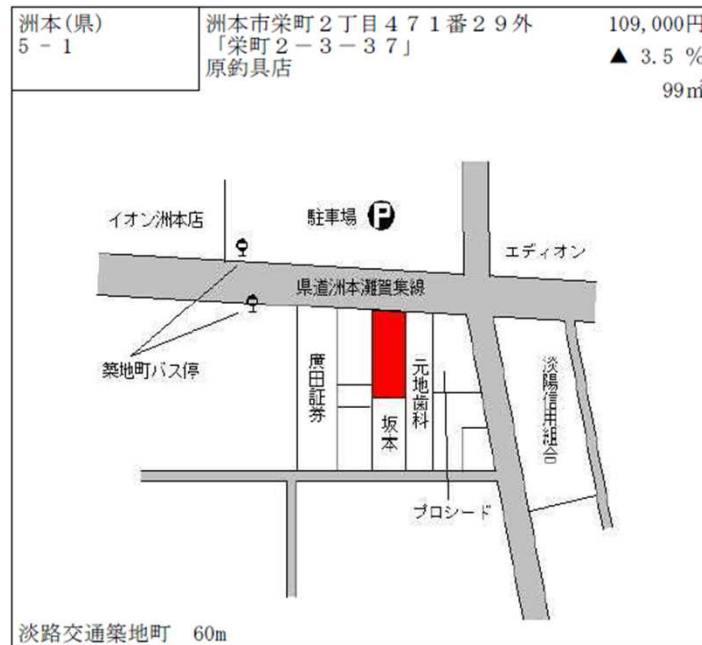 洲本(県)
5 - 1
洲本市栄町２丁目４７１番２９外
「栄町２−３−３７」
原釣具店
109,000円
▲ 3.5 %
99㎡
イオン洲本店
駐車場 P
エディオン
県道洲本灘賀集線
築地町バス停
廣田証券
坂本
元地歯科
淡陽信用組合
プロシード
淡路交通築地町 60m